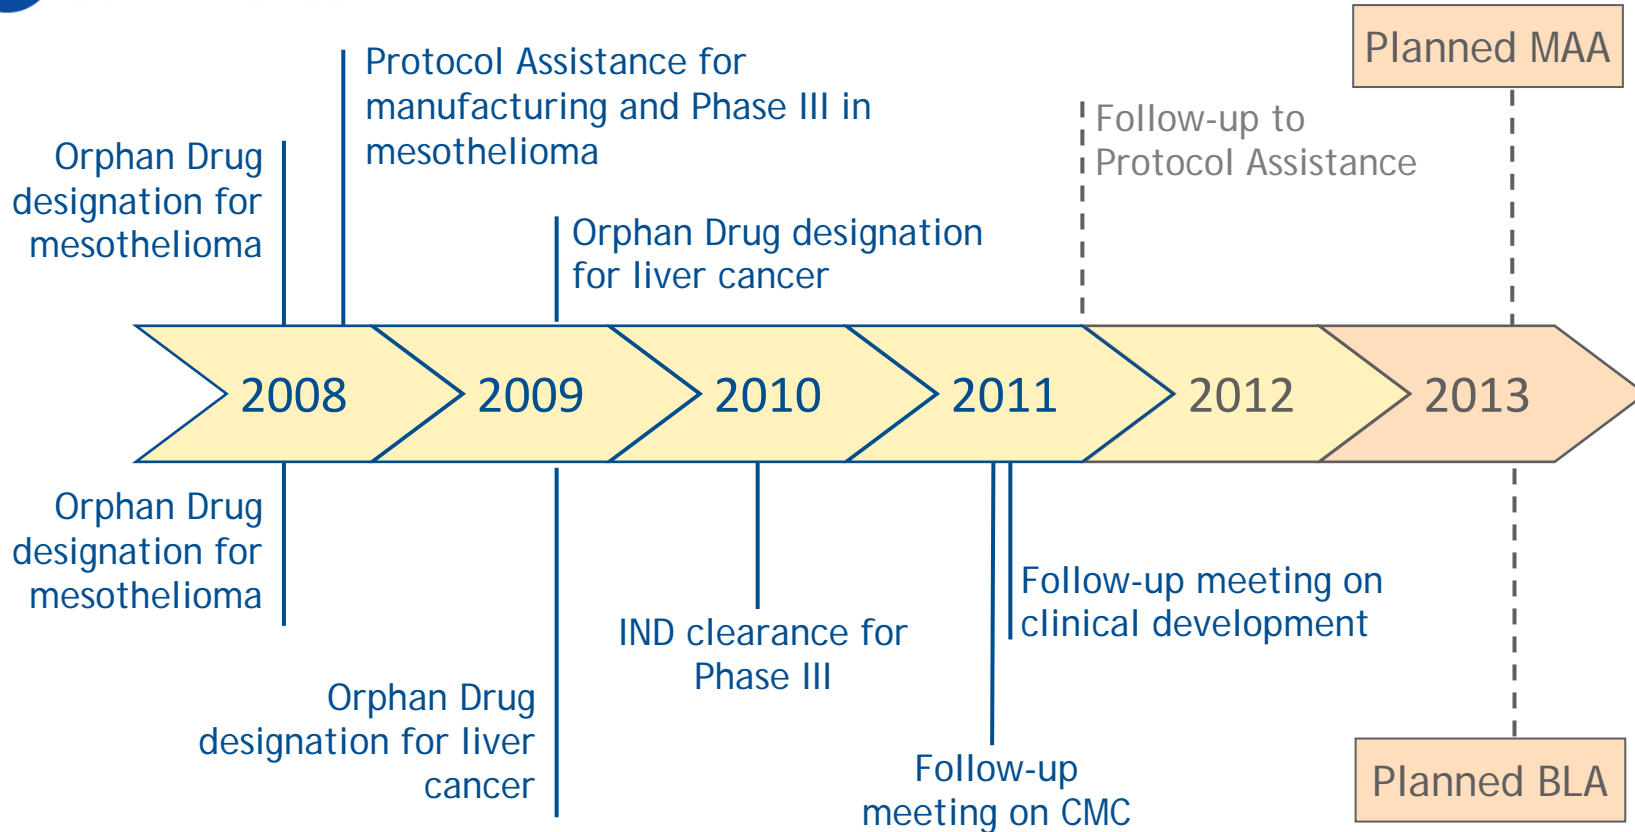 Planned MAA
Protocol Assistance for
manufacturing and Phase III in
mesothelioma
Follow-up to
Protocol Assistance
Orphan Drug
designation for
mesothelioma
Orphan Drug designation
for liver cancer
2008
2009
2010
2011
2012
2013
Orphan Drug
designation for
mesothelioma
Follow-up meeting on
clinical development
IND clearance for
Phase III
Orphan Drug
designation for liver
cancer
Follow-up
meeting on CMC
Planned BLA